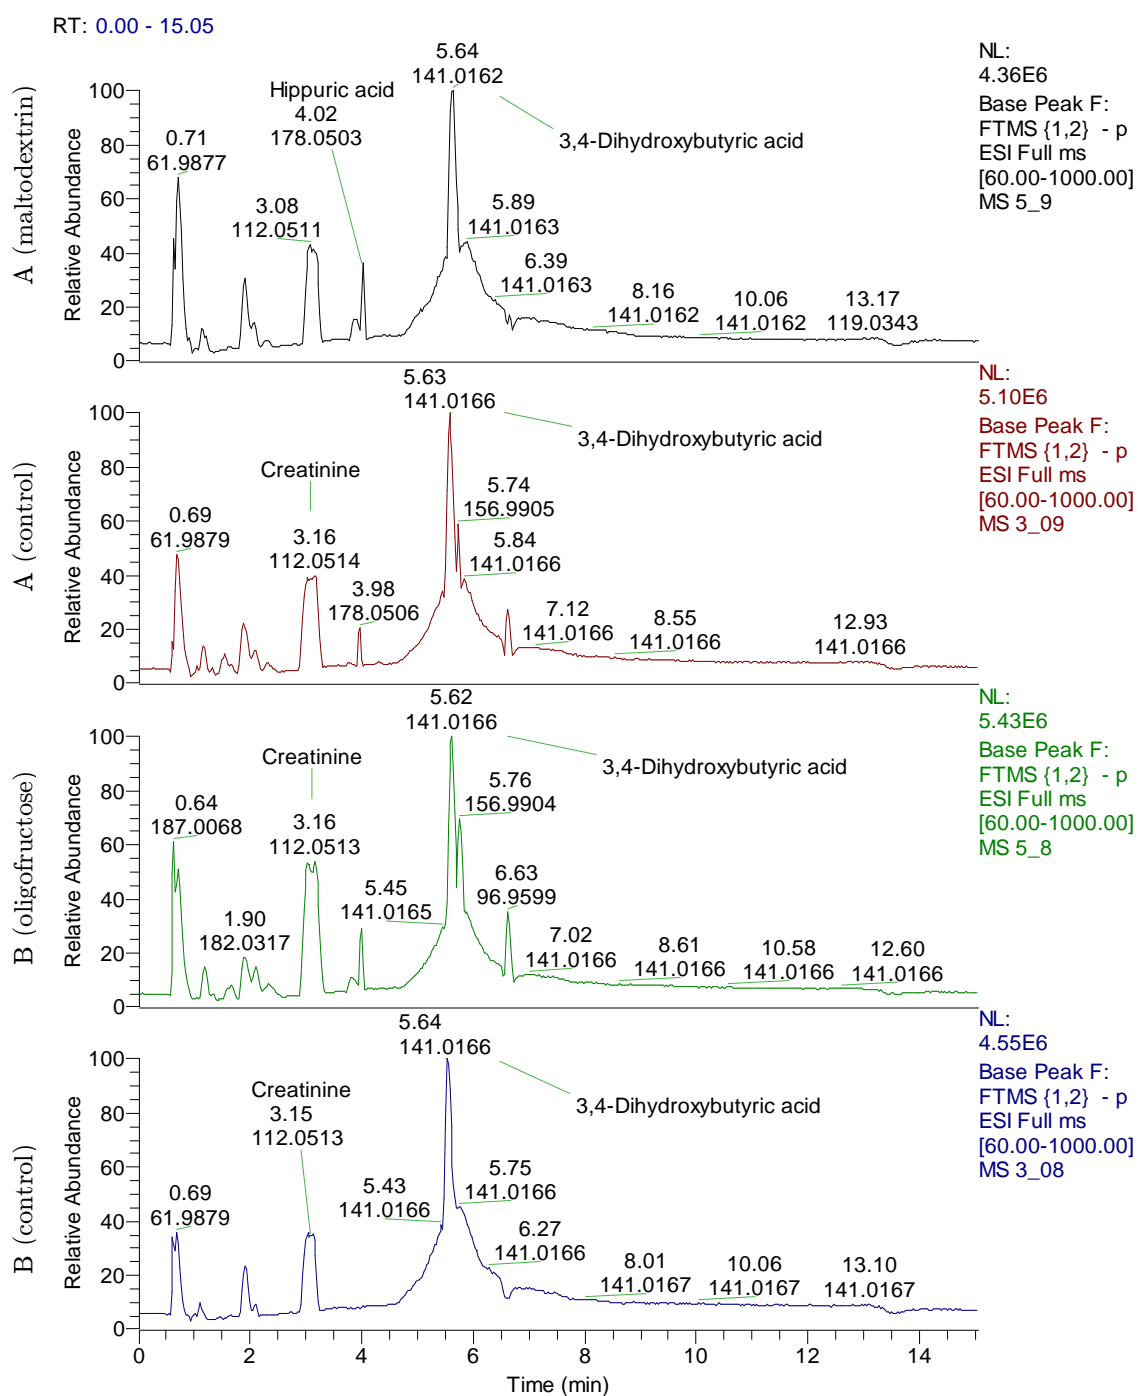 RT: 0.00 - 15.05
A (maltodextrin)
Relative Abundance
100
80
60
40
20
0
0.71
61.9877
3.08
112.0511
Hippuric acid
4.02
178.0503
5.64
141.0162
3,4-Dihydroxybutyric acid
5.89
141.0163
6.39
141.0163
8.16
141.0162
10.06
141.0162
13.17
119.0343
NL:
4.36E6
Base Peak F:
FTMS {1,2} - p
ESI Full ms
[60.00-1000.00]
MS 5_9
A (control)
Relative Abundance
100
80
60
40
20
0
0.69
61.9879
Creatinine
3.16
112.0514
3.98
178.0506
5.63
141.0166
3,4-Dihydroxybutyric acid
5.74
156.9905
5.84
141.0166
7.12
141.0166
8.55
141.0166
12.93
141.0166
NL:
5.10E6
Base Peak F:
FTMS {1,2} - p
ESI Full ms
[60.00-1000.00]
MS 3_09
B (oligofructose)
Relative Abundance
100
80
60
40
20
0
0.64
187.0068
1.90
182.0317
Creatinine
3.16
112.0513
5.45
141.0165
5.62
141.0166
3,4-Dihydroxybutyric acid
5.76
156.9904
6.63
96.9599
7.02
141.0166
8.61
141.0166
10.58
141.0166
12.60
141.0166
NL:
5.43E6
Base Peak F:
FTMS {1,2} - p
ESI Full ms
[60.00-1000.00]
MS 5_8
B (control)
Relative Abundance
100
80
60
40
20
0
0.69
61.9879
Creatinine
3.15
112.0513
5.43
141.0166
5.64
141.0166
3,4-Dihydroxybutyric acid
5.75
141.0166
6.27
141.0166
8.01
141.0167
10.06
141.0167
13.10
141.0167
NL:
4.55E6
Base Peak F:
FTMS {1,2} - p
ESI Full ms
[60.00-1000.00]
MS 3_08
0 2 4 6 8 10 12 14
Time (min)